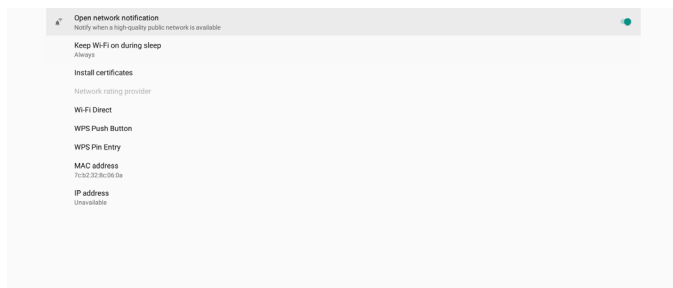 Open network notification
Notify when a high-quality public network is available
Keep Wi-Fi on during sleep
Always
Install certificates
Network rating provider
Wi-Fi Direct
WPS Push Button
WPS Pin Entry
MAC address
7c:b2:32:8c:06:0a
IP address
Unavailable